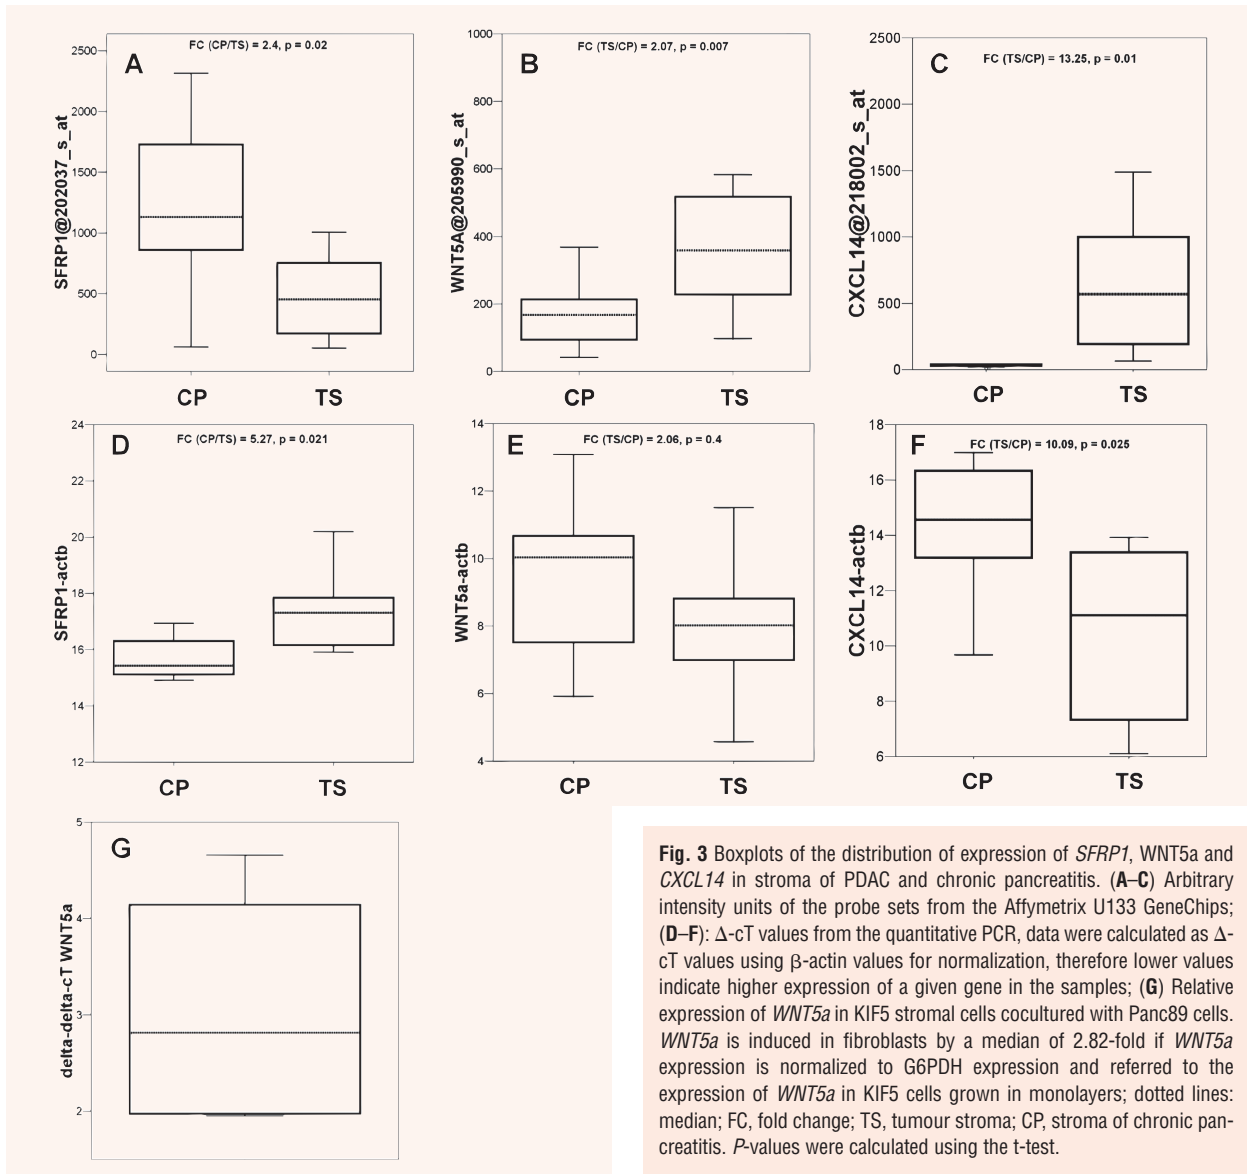 A
FC (CP/TS) = 2.4, p = 0.02
SFRP1@202037_s_at
2500
2000
1500
1000
500
0
CP
TS
B
FC (TS/CP) = 2.07, p = 0.007
WNT5A@205990_s_at
1000
800
600
400
200
0
CP
TS
C
FC (TS/CP) = 13.25, p = 0.01
CXCL14@218002_s_at
2500
2000
1500
1000
500
0
CP
TS
D
FC (CP/TS) = 5.27, p = 0.021
SFRP1-actb
24
22
20
18
16
14
12
CP
TS
E
FC (TS/CP) = 2.06, p = 0.4
WNT5a-actb
14
12
10
8
6
4
CP
TS
F
FC (TS/CP) = 10.09, p = 0.025
CXCL14-actb
18
16
14
12
10
8
6
CP
TS
G
delta-delta-cT WNT5a
5
4
3
2
Fig. 3 Boxplots of the distribution of expression of SFRP1, WNT5a and
CXCL14 in stroma of PDAC and chronic pancreatitis. (A–C) Arbitrary
intensity units of the probe sets from the Affymetrix U133 GeneChips;
(D–F): Δ-cT values from the quantitative PCR, data were calculated as Δ-
cT values using β-actin values for normalization, therefore lower values
indicate higher expression of a given gene in the samples; (G) Relative
expression of WNT5a in KIF5 stromal cells cocultured with Panc89 cells.
WNT5a is induced in fibroblasts by a median of 2.82-fold if WNT5a
expression is normalized to G6PDH expression and referred to the
expression of WNT5a in KIF5 cells grown in monolayers; dotted lines:
median; FC, fold change; TS, tumour stroma; CP, stroma of chronic pan-
creatitis. P-values were calculated using the t-test.